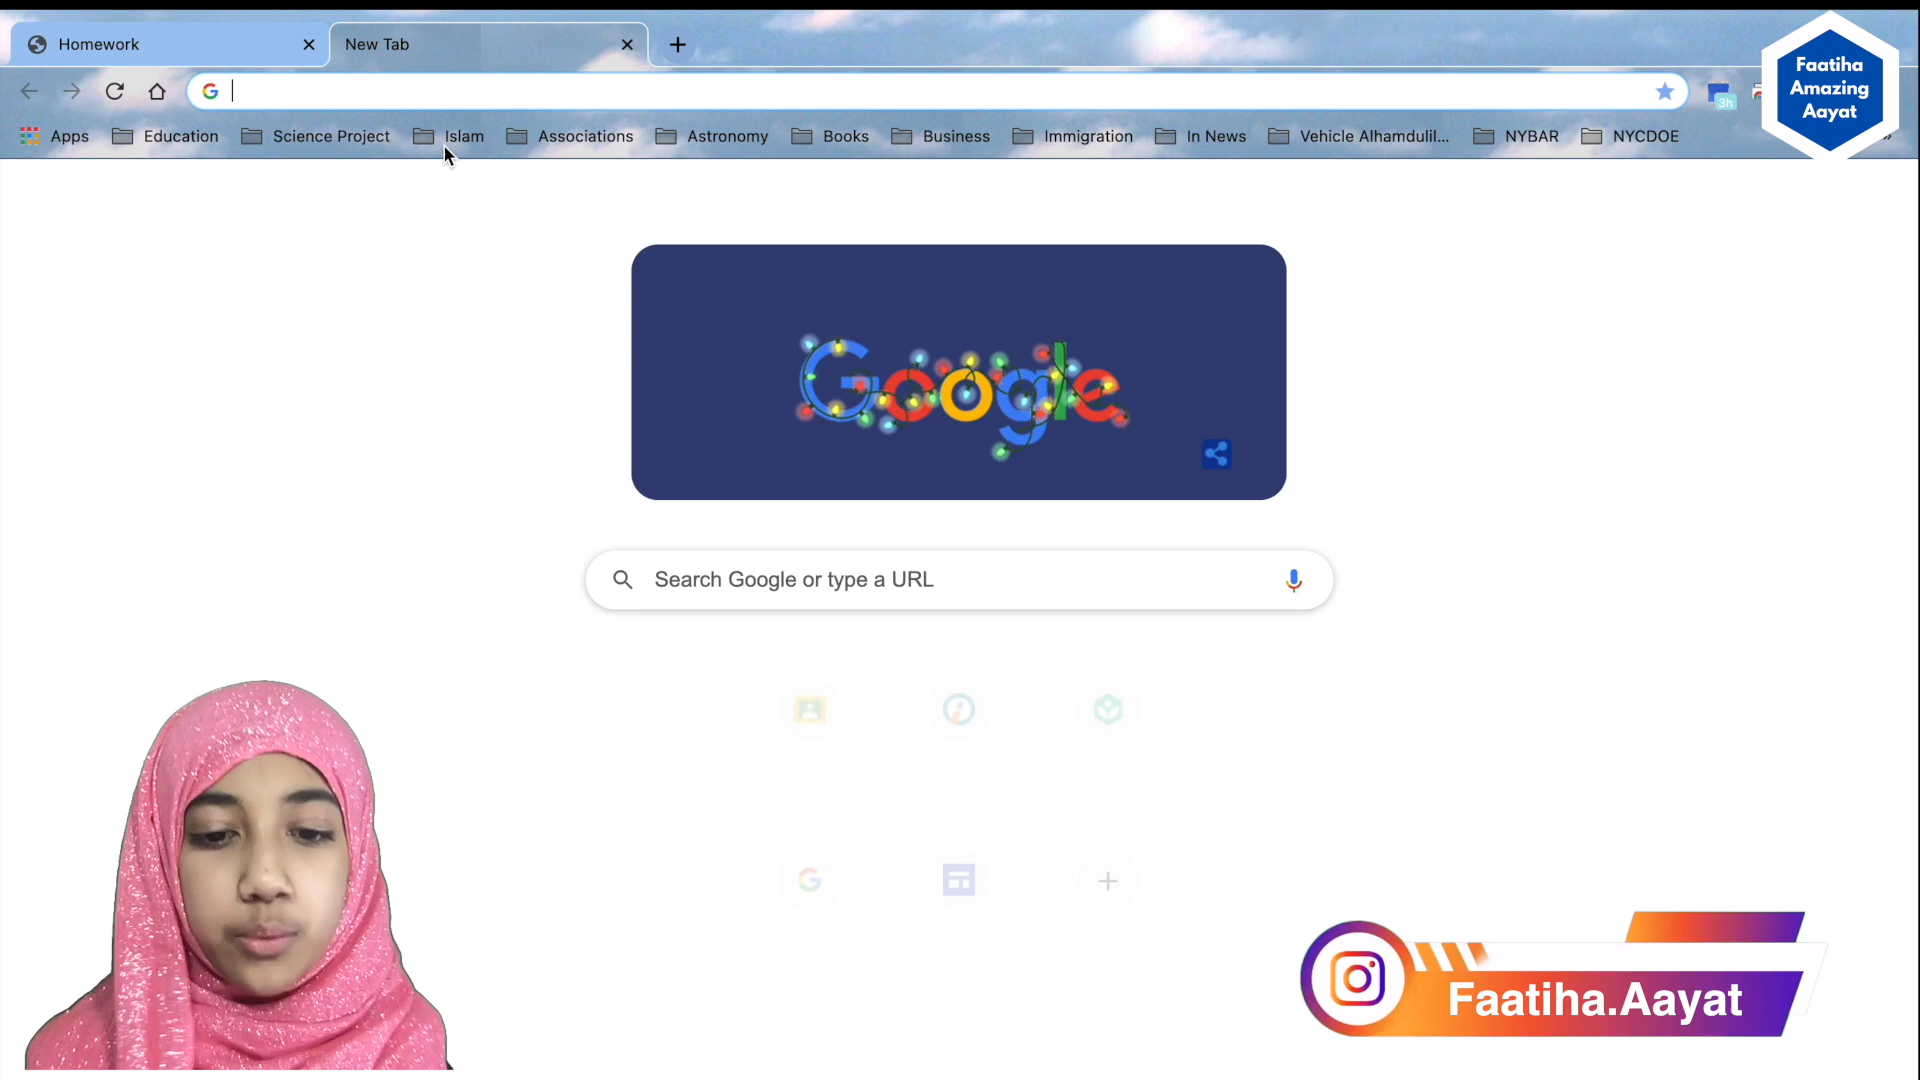 Homework
New Tab
Apps
Education
Science Project
Islam
Associations
Astronomy
Books
Business
Immigration
In News
Vehicle Alhamdulil...
NYBAR
NYCDOE
3h
Faatiha
Amazing
Aayat
Google
Search Google or type a URL
Faatiha.Aayat